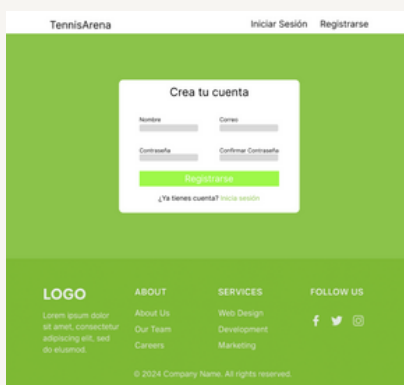 TennisArena Iniciar Sesión Registrarse
Crea tu cuenta
Nombre Correo
Contraseña Confirmar Contraseña
Registrarse
¿Ya tienes cuenta? Inicia sesión
LOGO
Lorem ipsum dolor
sit amet, consectetur
adipiscing elit, sed
do eiusmod.
ABOUT
About Us
Our Team
Careers
SERVICES
Web Design
Development
Marketing
FOLLOW US
© 2024 Company Name. All rights reserved.